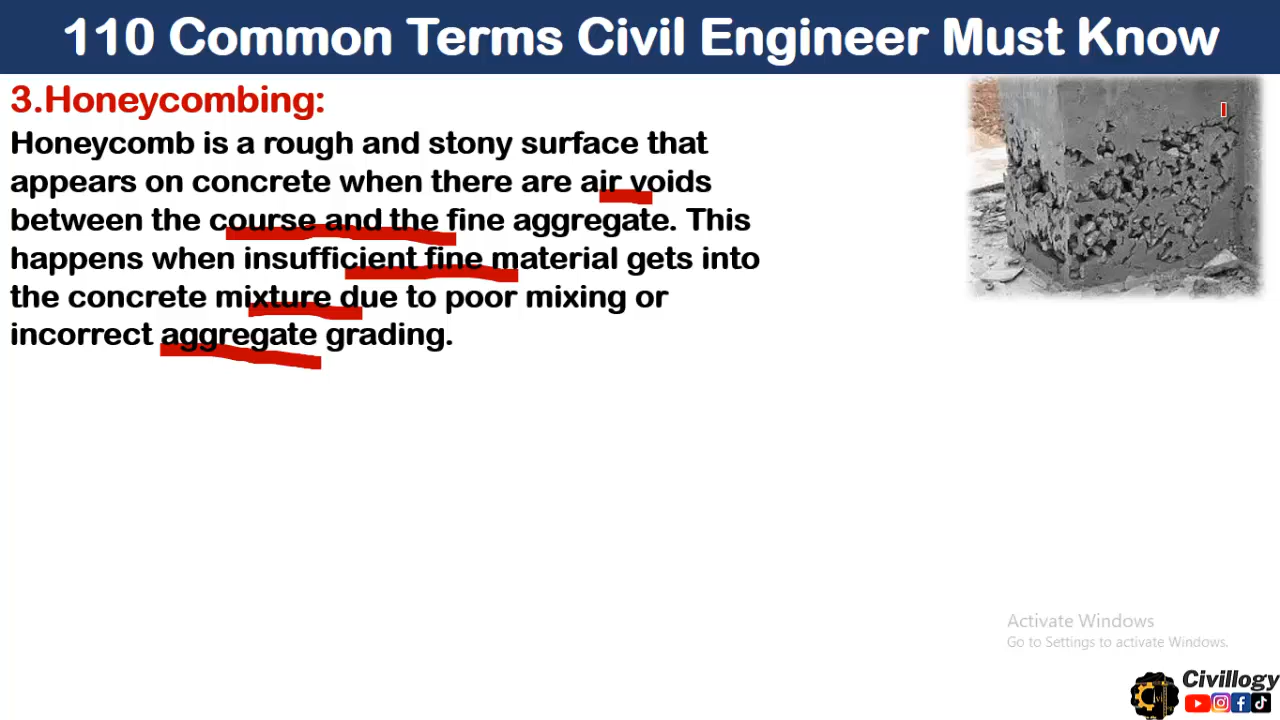 110 Common Terms Civil Engineer Must Know
3.Honeycombing:
Honeycomb is a rough and stony surface that
appears on concrete when there are air voids
between the course and the fine aggregate. This
happens when insufficient fine material gets into
the concrete mixture due to poor mixing or
incorrect aggregate grading.
Activate Windows
Go to Settings to activate Windows.
Civillogy